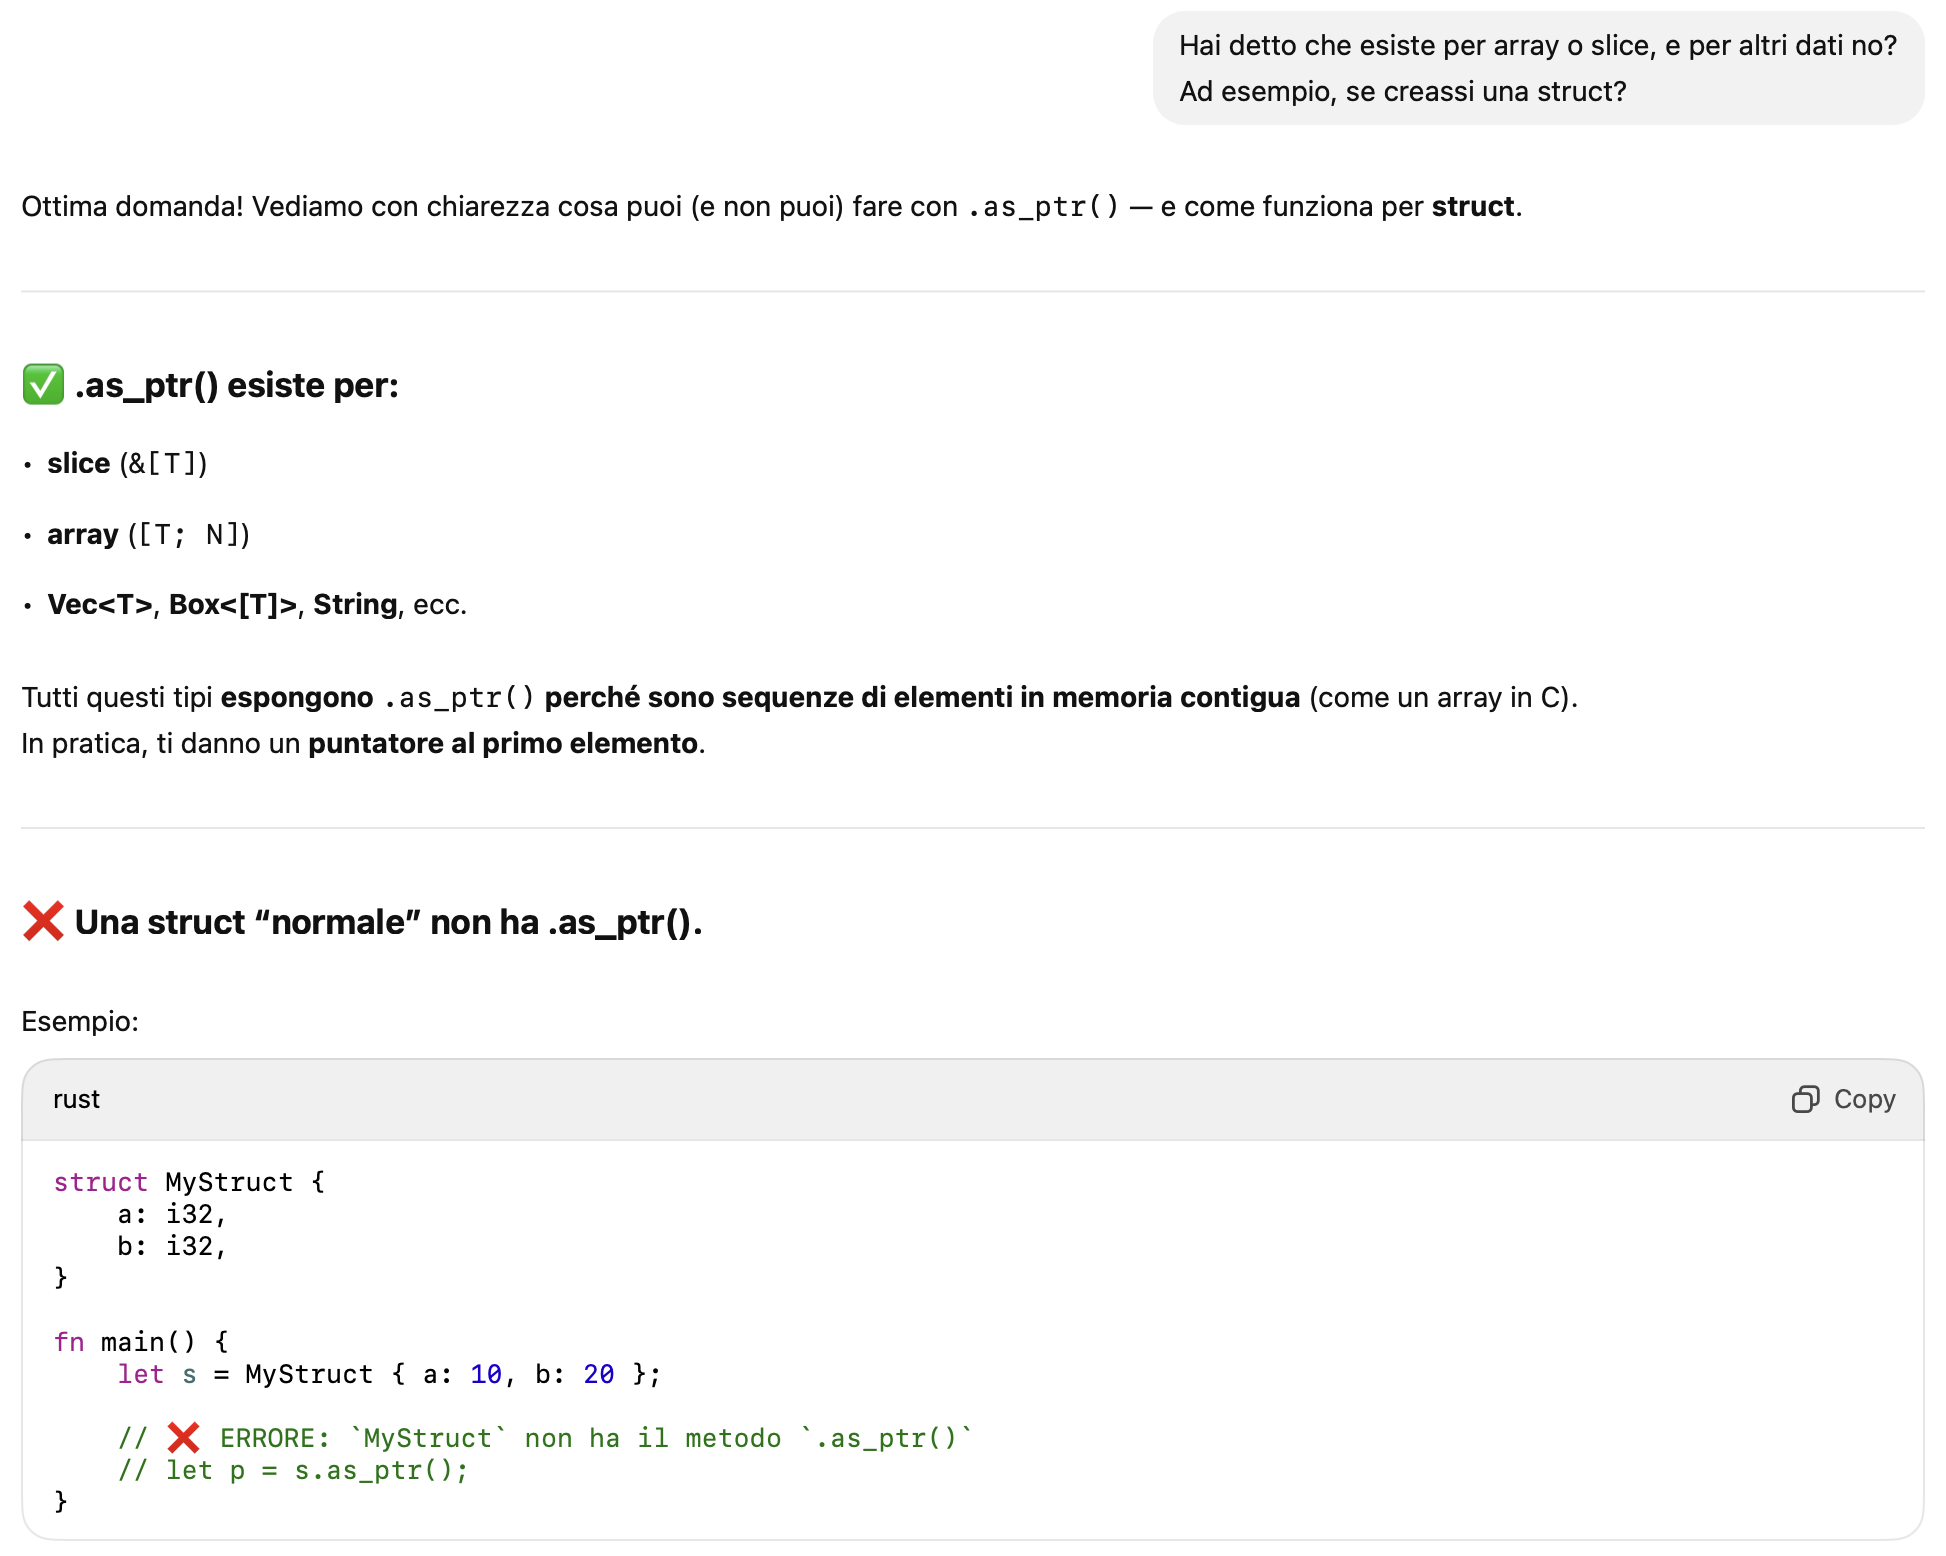 Hai detto che esiste per array o slice, e per altri dati no?
Ad esempio, se creassi una struct?
Ottima domanda! Vediamo con chiarezza cosa puoi (e non puoi) fare con .as_ptr() — e come funziona per struct.
✅ .as_ptr() esiste per:
• slice (&[T])
• array ([T; N])
• Vec<T>, Box<[T]>, String, ecc.
Tutti questi tipi espongono .as_ptr() perché sono sequenze di elementi in memoria contigua (come un array in C).
In pratica, ti danno un puntatore al primo elemento.
❌ Una struct “normale” non ha .as_ptr().
Esempio:
rust
Copy
struct MyStruct {
    a: i32,
    b: i32,
}
fn main() {
    let s = MyStruct { a: 10, b: 20 };
    // ❌ ERRORE: `MyStruct` non ha il metodo `.as_ptr()`
    // let p = s.as_ptr();
}